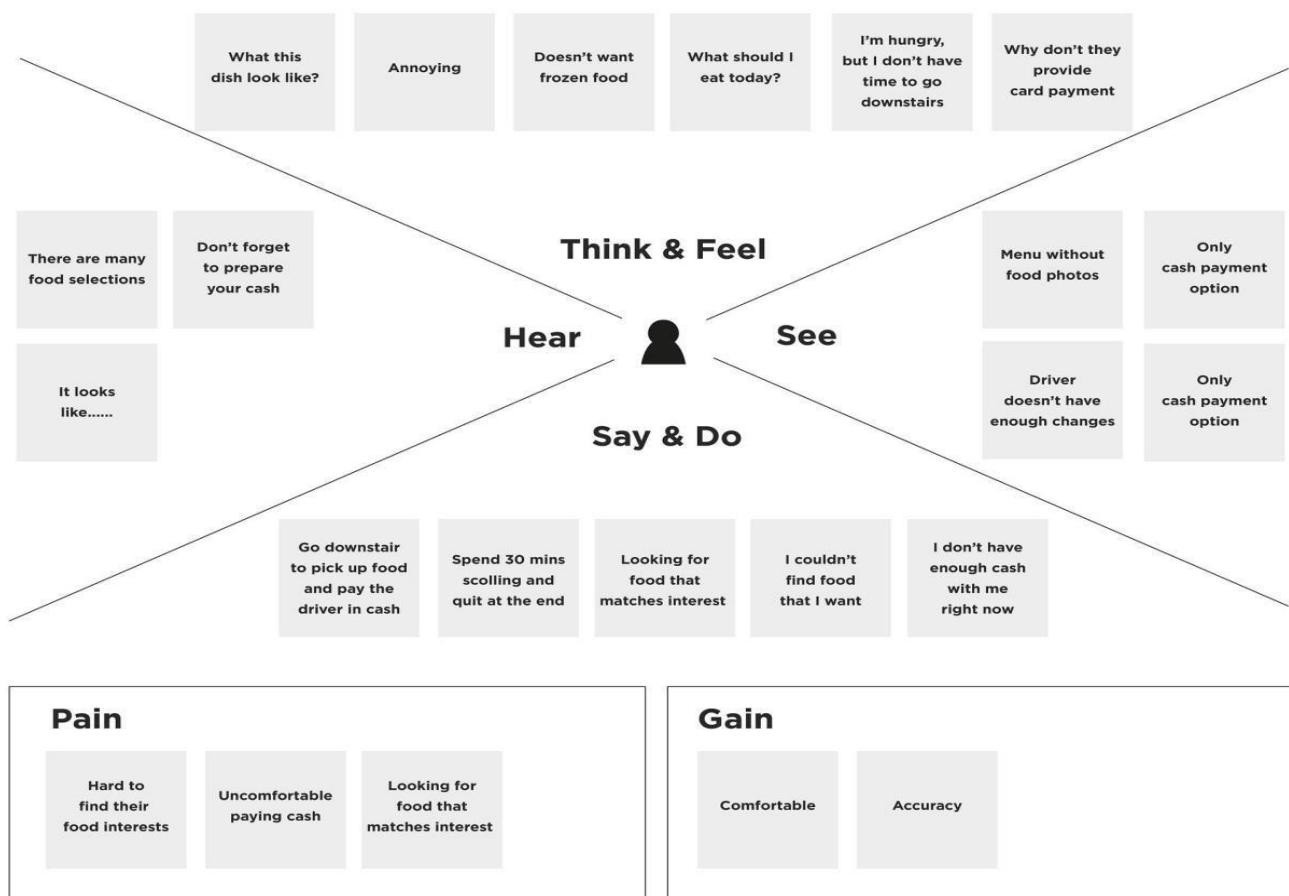 What this
dish look like?
Annoying
Doesn't want
frozen food
What should I
eat today?
I'm hungry,
but I don't have
time to go
downstairs
Why don't they
provide
card payment
Think & Feel
There are many
food selections
Don't forget
to prepare
your cash
It looks
like......
Hear
See
Menu without
food photos
Only
cash payment
option
Driver
doesn't have
enough changes
Only
cash payment
option
Say & Do
Go downstair
to pick up food
and pay the
driver in cash
Spend 30 mins
scolling and
quit at the end
Looking for
food that
matches interest
I couldn't
find food
that I want
I don't have
enough cash
with me
right now
Pain
Hard to
find their
food interests
Uncomfortable
paying cash
Looking for
food that
matches interest
Gain
Comfortable
Accuracy